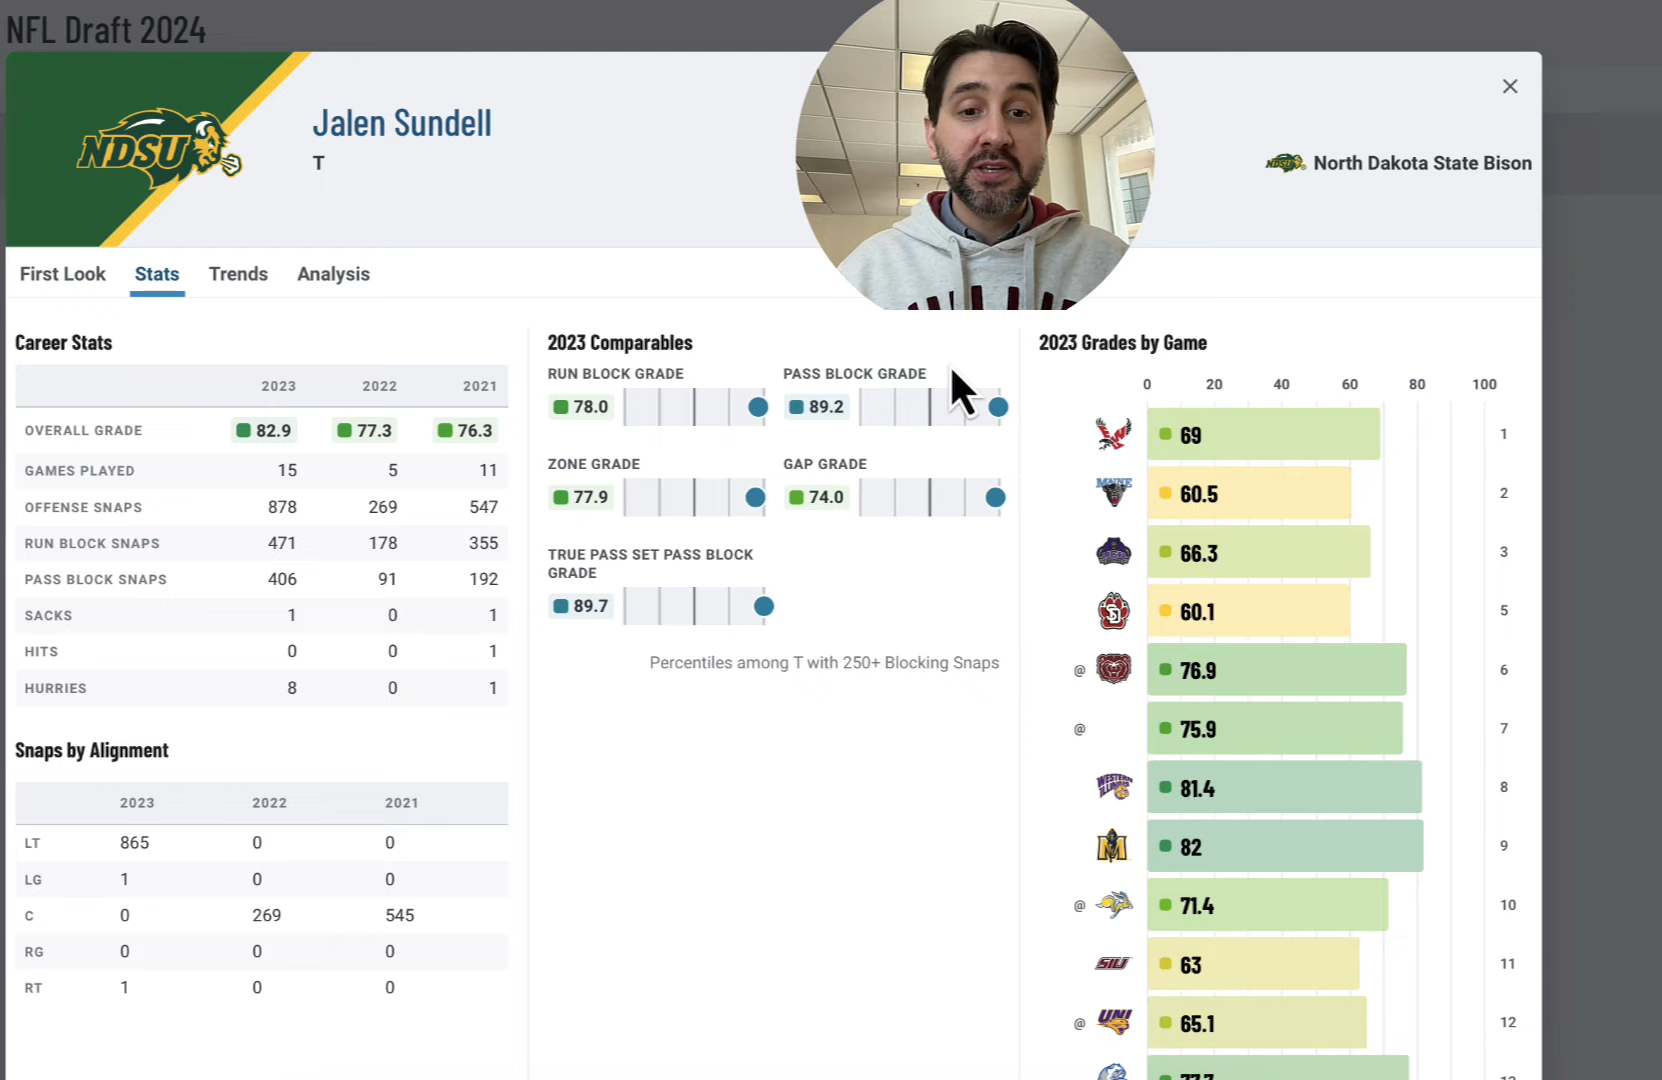 NFL Draft 2024
NDSU
Jalen Sundell
T
NDSU North Dakota State Bison
First Look Stats Trends Analysis
Career Stats
2023 2022 2021
OVERALL GRADE 82.9 77.3 76.3
GAMES PLAYED 15 5 11
OFFENSE SNAPS 878 269 547
RUN BLOCK SNAPS 471 178 355
PASS BLOCK SNAPS 406 91 192
SACKS 1 0 1
HITS 0 0 1
HURRIES 8 0 1
Snaps by Alignment
2023 2022 2021
LT 865 0 0
LG 1 0 0
C 0 269 545
RG 0 0 0
RT 1 0 0
2023 Comparables
RUN BLOCK GRADE PASS BLOCK GRADE
78.0 89.2
ZONE GRADE GAP GRADE
77.9 74.0
TRUE PASS SET PASS BLOCK
GRADE
89.7
Percentiles among T with 250+ Blocking Snaps
2023 Grades by Game
0 20 40 60 80 100
69 1
MAINE 60.5 2
66.3 3
60.1 5
@ 76.9 6
@ 75.9 7
WESTERN ILLINOIS 81.4 8
M 82 9
@ 71.4 10
SIU 63 11
@ UNI 65.1 12